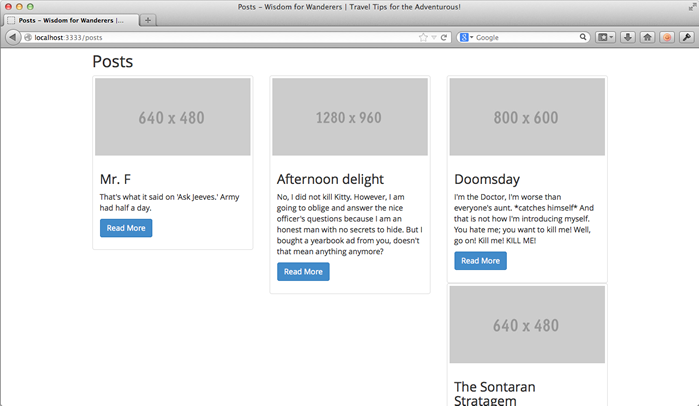 Posts – Wisdom for Wanderers | Travel Tips for the Adventurous!
Posts – Wisdom for Wanderers |...
localhost:3333/posts
Google
Posts
640 x 480
Mr. F
That's what it said on 'Ask Jeeves.' Army
had half a day.
Read More
1280 x 960
Afternoon delight
No, I did not kill Kitty. However, I am
going to oblige and answer the nice
officer's questions because I am an
honest man with no secrets to hide. But I
bought a yearbook ad from you, doesn't
that mean anything anymore?
Read More
800 x 600
Doomsday
I'm the Doctor, I'm worse than
everyone's aunt. *catches himself* And
that is not how I'm introducing myself.
You hate me; you want to kill me! Well,
go on! Kill me! KILL ME!
Read More
640 x 480
The Sontaran
Stratagem